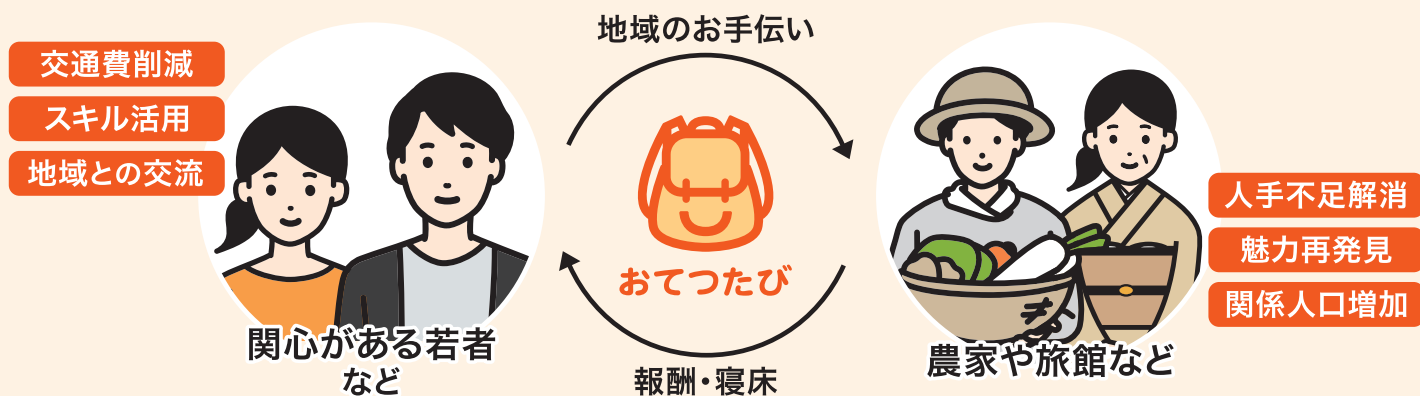 交通費削減
スキル活用
地域との交流
関心がある若者
など
地域のお手伝い
おてつたび
報酬・寝床
農家や旅館など
人手不足解消
魅力再発見
関係人口増加